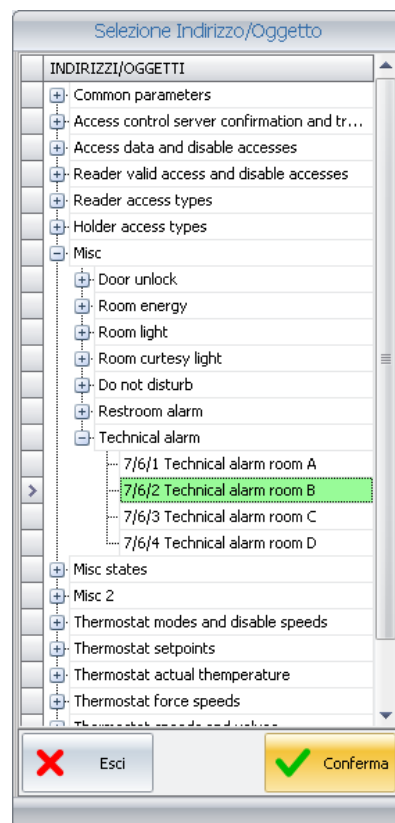 Selezione Indirizzo/Oggetto
INDIRIZZI/OGGETTI
Common parameters
Access control server confirmation and tr...
Access data and disable accesses
Reader valid access and disable accesses
Reader access types
Holder access types
Misc
Door unlock
Room energy
Room light
Room curtesy light
Do not disturb
Restroom alarm
Technical alarm
7/6/1 Technical alarm room A
7/6/2 Technical alarm room B
7/6/3 Technical alarm room C
7/6/4 Technical alarm room D
Misc states
Misc 2
Thermostat modes and disable speeds
Thermostat setpoints
Thermostat actual themperature
Thermostat force speeds
Thermostat speeds and valves
Esci
Conferma